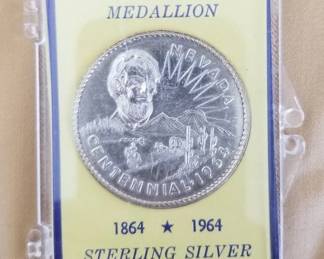 MEDALLION
NEVADA
CENTENNIAL·1964
1864 ★ 1964
STERLING SILVER